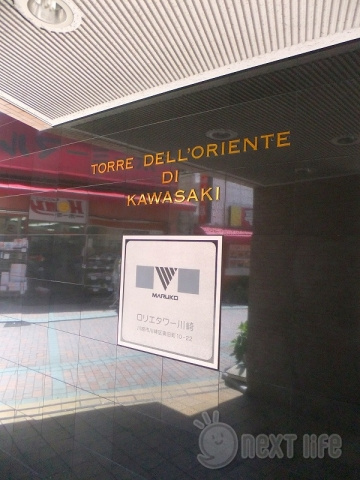 TORRE DELL'ORIENTE
DI
KAWASAKI
MARUKO
ロリエタワー川崎
next life